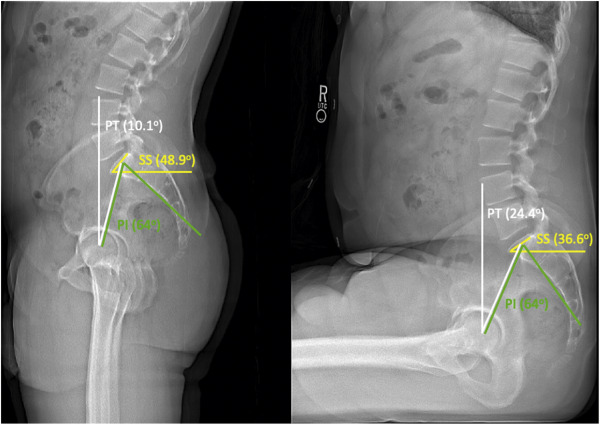 PT (10.1º)
SS (48.9º)
PI (64º)
R
PT (24.4º)
SS (36.6º)
PI (64º)